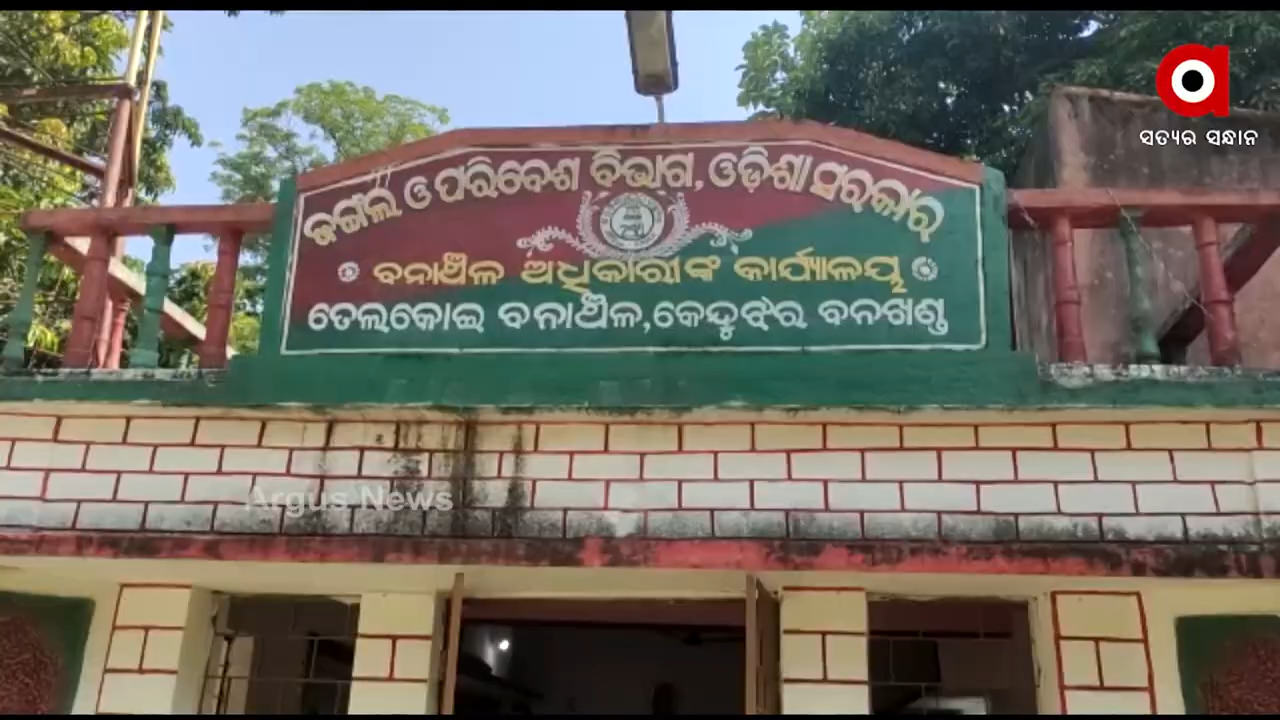 ସତ୍ୟର ସନ୍ଧାନ
ଜଙ୍ଗଲ ଓ ପରିବେଶ ବିଭାଗ, ଓଡ଼ିଶା ସରକାର
ବନାଞ୍ଚଳ ଅଧିକାରୀଙ୍କ କାର୍ଯ୍ୟାଳୟ
ତେଲକୋଇ ବନାଞ୍ଚଳ, କେନ୍ଦୁଝର ବନଖଣ୍ଡ
Argus News